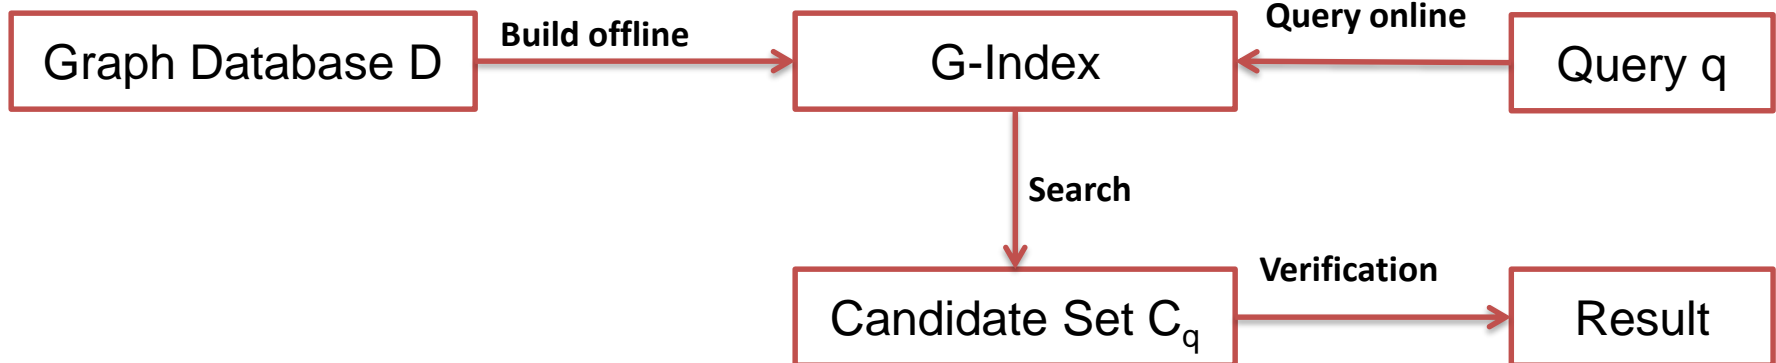 Graph Database D
Build offline
G-Index
Query online
Query q
Search
Candidate Set Cq
Verification
Result